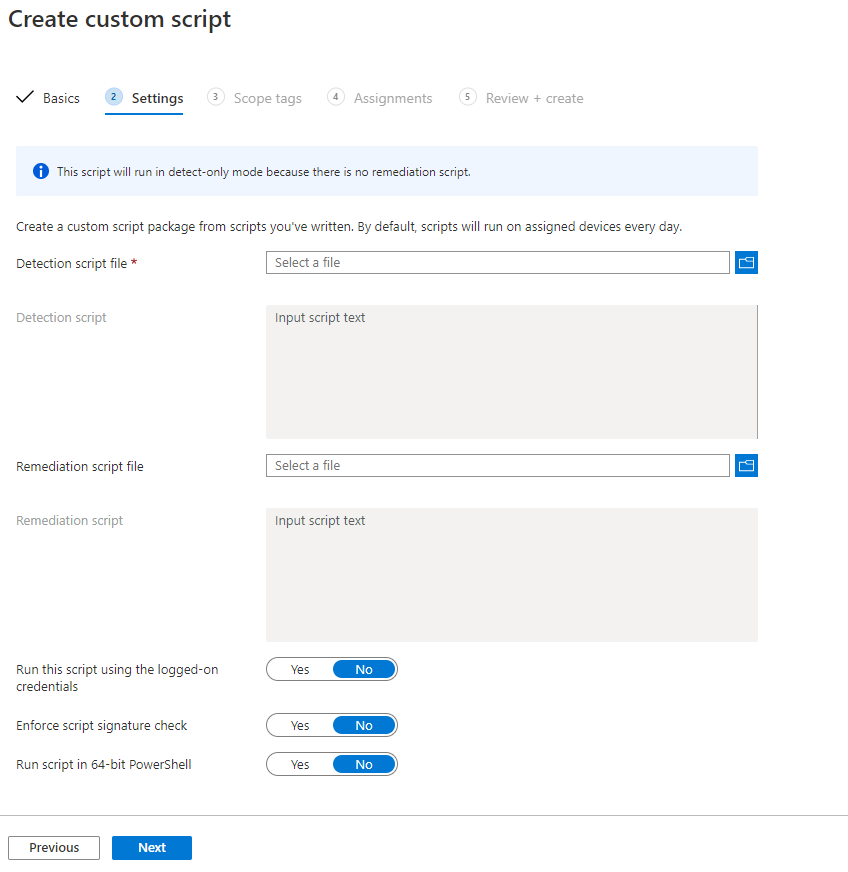 Create custom script
Basics
2 Settings
3 Scope tags
4 Assignments
5 Review + create
This script will run in detect-only mode because there is no remediation script.
Create a custom script package from scripts you've written. By default, scripts will run on assigned devices every day.
Detection script file *
Select a file
Detection script
Input script text
Remediation script file
Select a file
Remediation script
Input script text
Run this script using the logged-on
credentials
Yes No
Enforce script signature check
Yes No
Run script in 64-bit PowerShell
Yes No
Previous
Next